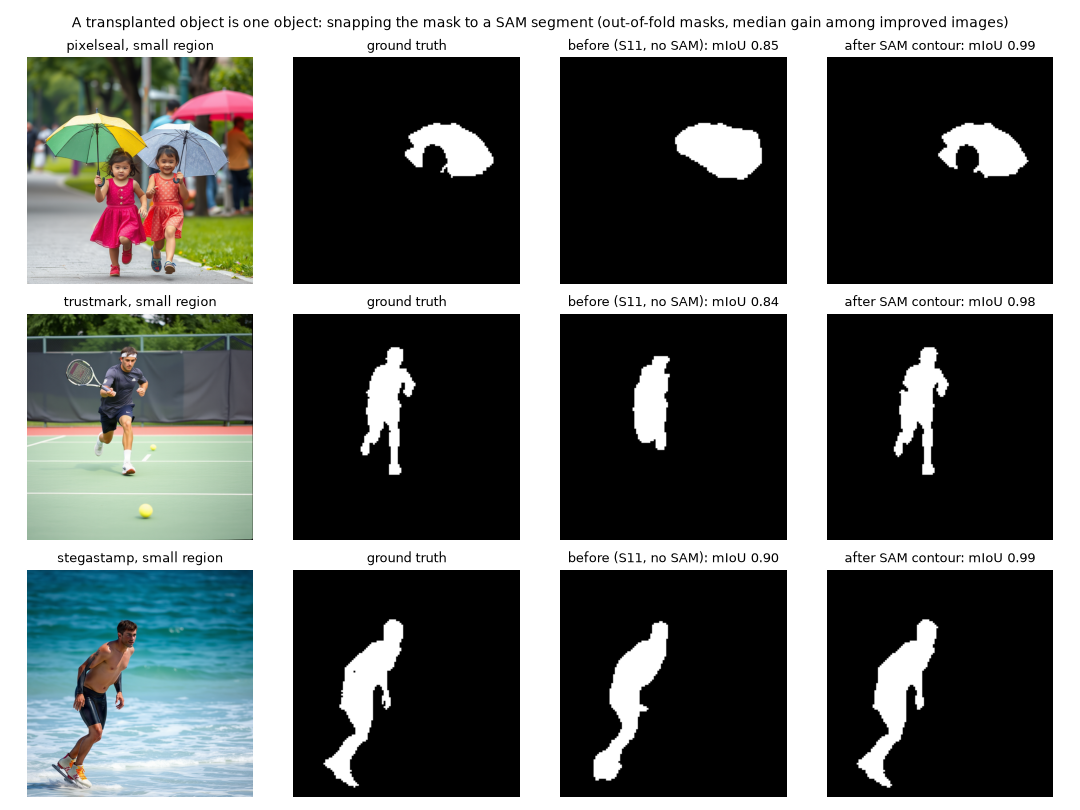 A transplanted object is one object: snapping the mask to a SAM segment (out-of-fold masks, median gain among improved images)
pixelseal, small region
ground truth
before (S11, no SAM): mIoU 0.85
after SAM contour: mIoU 0.99
trustmark, small region
ground truth
before (S11, no SAM): mIoU 0.84
after SAM contour: mIoU 0.98
stegastamp, small region
ground truth
before (S11, no SAM): mIoU 0.90
after SAM contour: mIoU 0.99